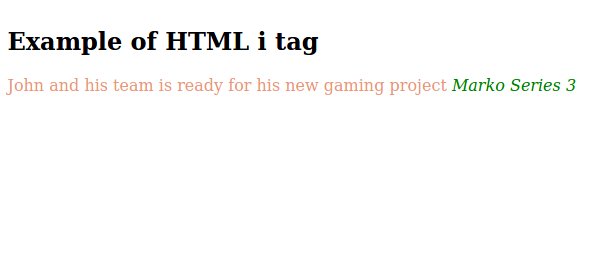 Example of HTML i tag
John and his team is ready for his new gaming project Marko Series 3